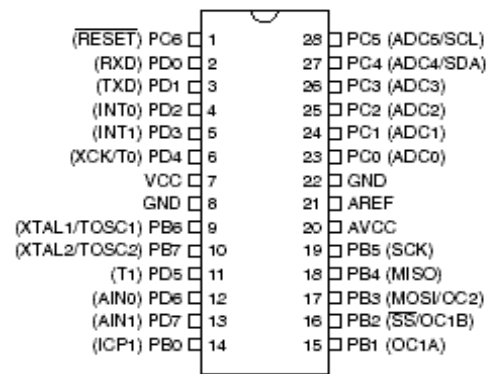 (RESET) PC6 1 28 PC5 (ADC5/SCL)
(RXD) PD0 2 27 PC4 (ADC4/SDA)
(TXD) PD1 3 26 PC3 (ADC3)
(INT0) PD2 4 25 PC2 (ADC2)
(INT1) PD3 5 24 PC1 (ADC1)
(XCK/T0) PD4 6 23 PC0 (ADC0)
VCC 7 22 GND
GND 8 21 AREF
(XTAL1/TOSC1) PB6 9 20 AVCC
(XTAL2/TOSC2) PB7 10 19 PB5 (SCK)
(T1) PD5 11 18 PB4 (MISO)
(AIN0) PD6 12 17 PB3 (MOSI/OC2)
(AIN1) PD7 13 16 PB2 (SS/OC1B)
(ICP1) PB0 14 15 PB1 (OC1A)